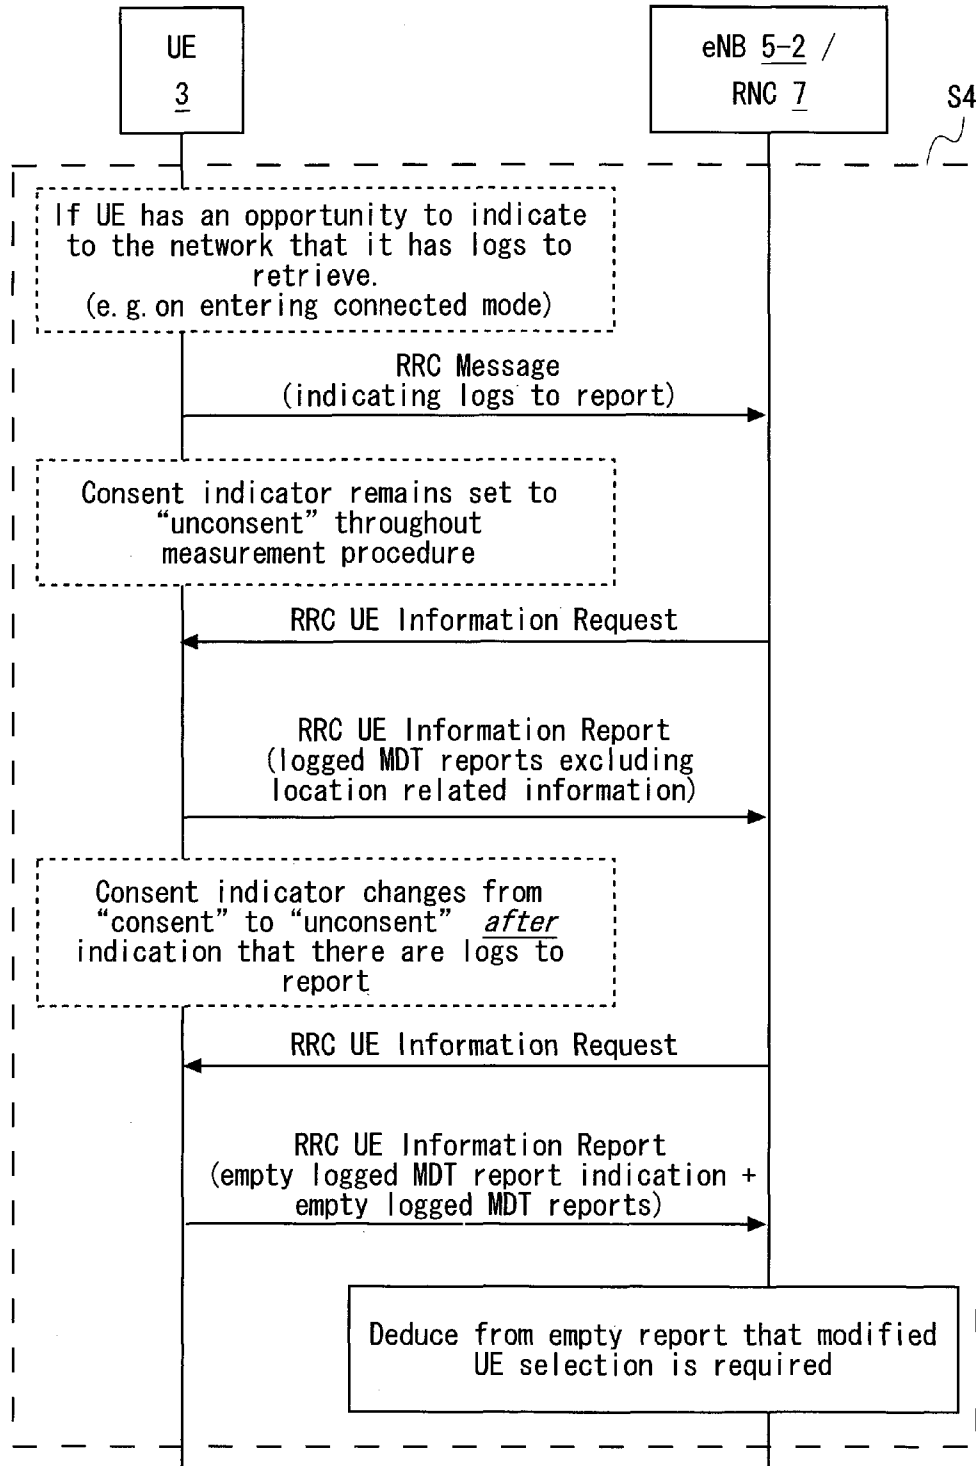 UE
3
eNB 5-2 /
RNC 7
S4
If UE has an opportunity to indicate
to the network that it has logs to
retrieve.
(e.g. on entering connected mode)
RRC Message
(indicating logs to report)
Consent indicator remains set to
“unconsent” throughout
measurement procedure
RRC UE Information Request
RRC UE Information Report
(logged MDT reports excluding
location related information)
Consent indicator changes from
“consent” to “unconsent” after
indication that there are logs to
report
RRC UE Information Request
RRC UE Information Report
(empty logged MDT report indication +
empty logged MDT reports)
Deduce from empty report that modified
UE selection is required